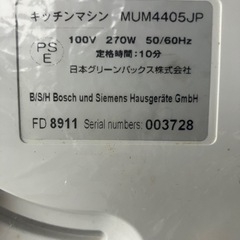 キッチンマシン MUM4405JP
PS
E
100V 270W 50/60Hz
定格時間：10分
日本グリーンパックス株式会社
B/S/H Bosch und Siemens Hausgeräte GmbH
FD 8911 Serial numbers: 003728